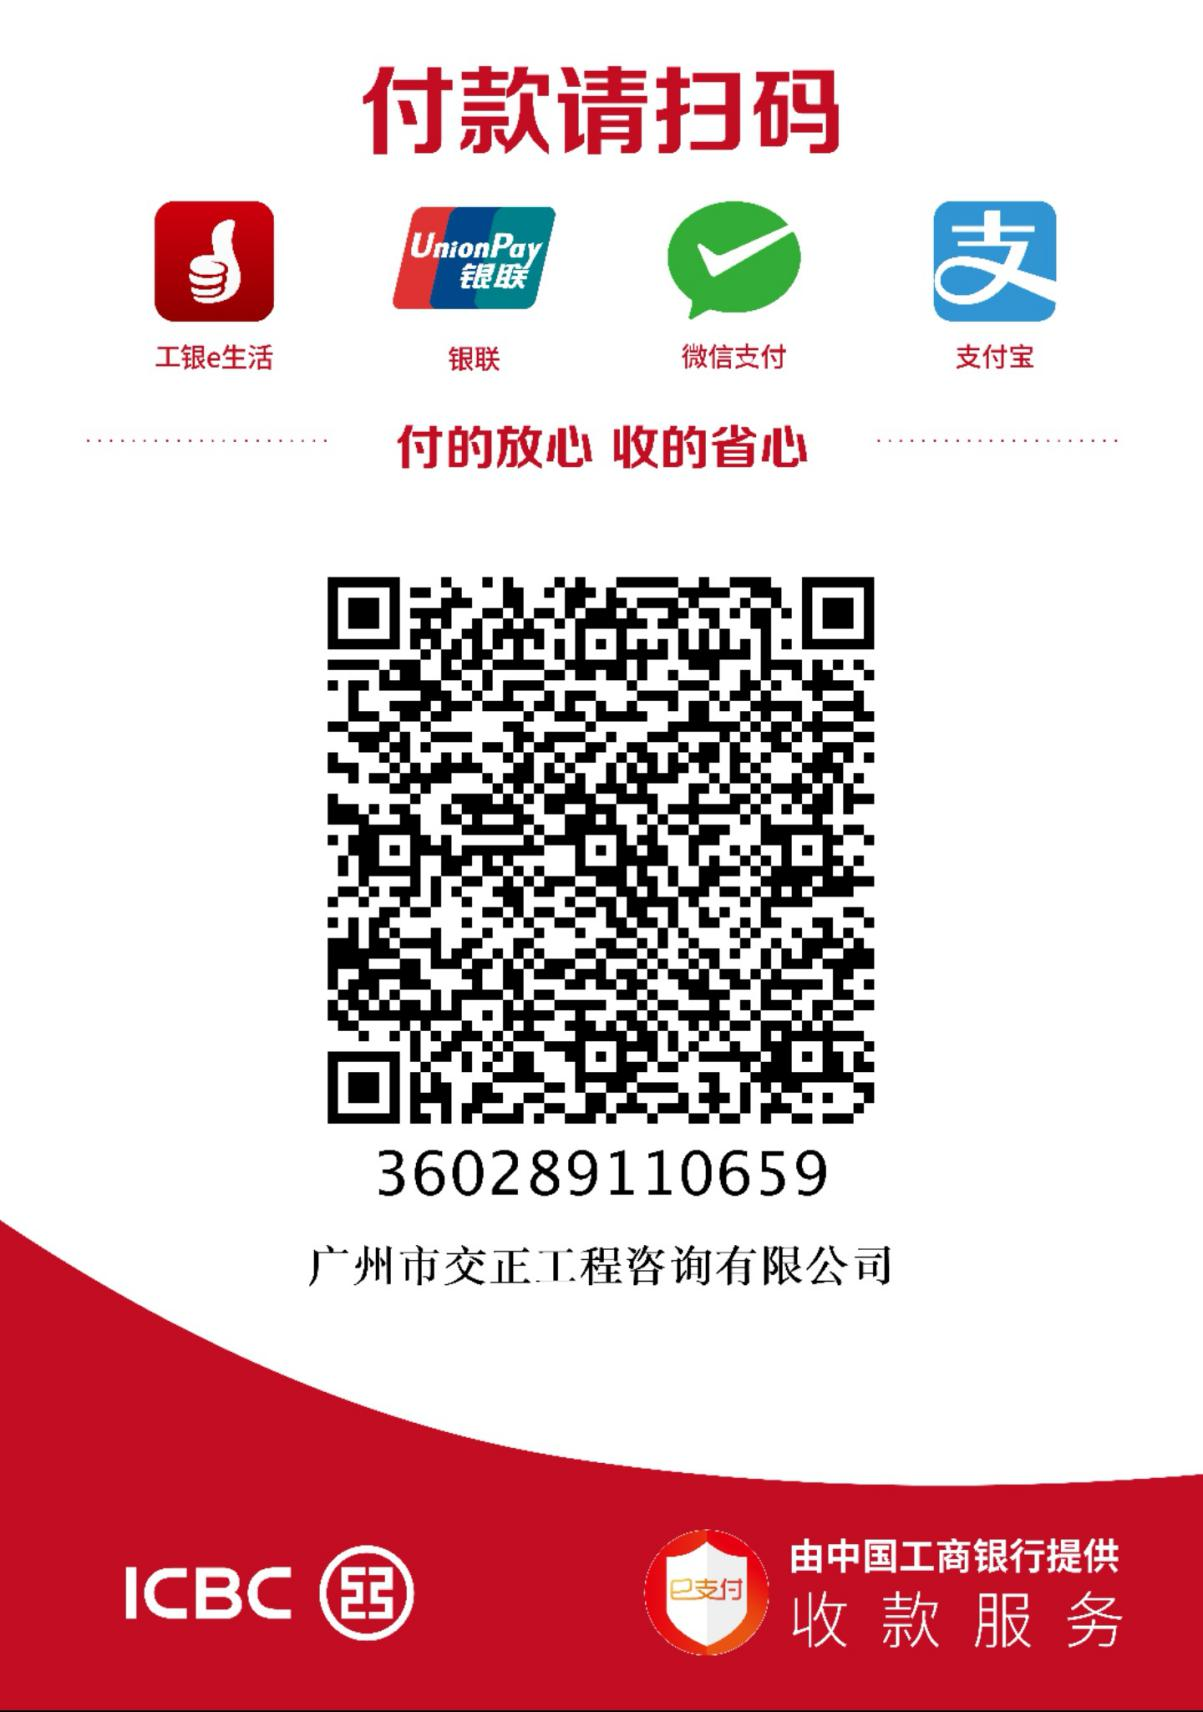 付款请扫码
UnionPay
银联
支
工银e生活 银联 微信支付 支付宝
付的放心 收的省心
360289110659
广州市交正工程咨询有限公司
ICBC
已支付
由中国工商银行提供
收款服务